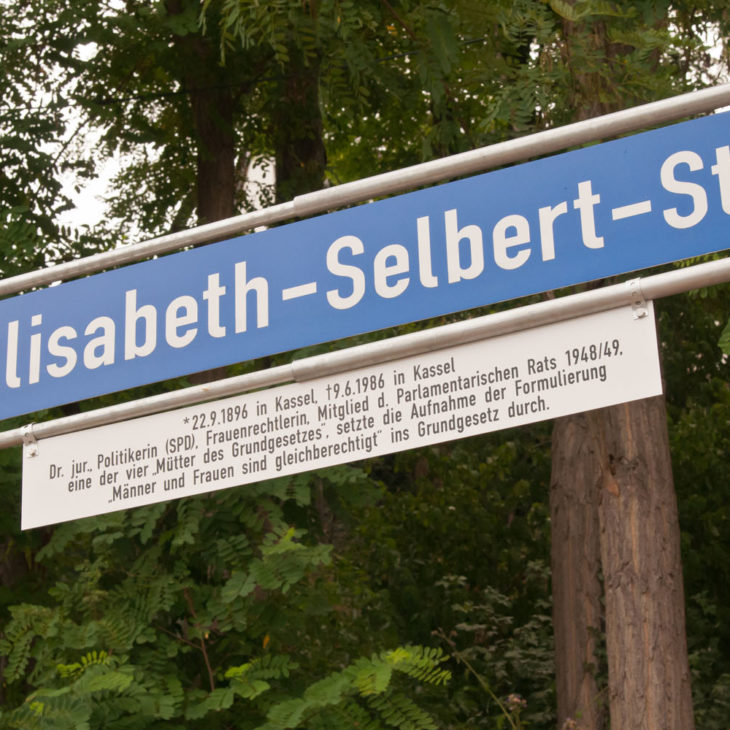 lisabeth-Selbert-St
*22.9.1896 in Kassel, †9.6.1986 in Kassel
Dr. jur., Politikerin (SPD), Frauenrechtlerin, Mitglied d. Parlamentarischen Rats 1948/49,
eine der vier „Mütter des Grundgesetzes“, setzte die Aufnahme der Formulierung
„Männer und Frauen sind gleichberechtigt“ ins Grundgesetz durch.